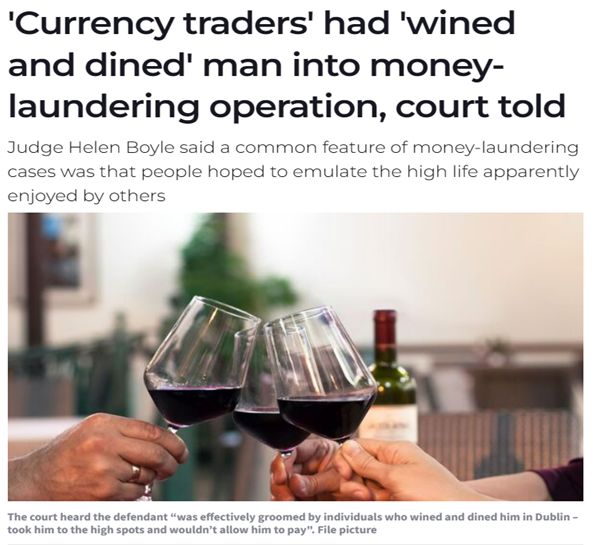 'Currency traders' had 'wined
and dined' man into money-
laundering operation, court told
Judge Helen Boyle said a common feature of money-laundering
cases was that people hoped to emulate the high life apparently
enjoyed by others
The court heard the defendant “was effectively groomed by individuals who wined and dined him in Dublin –
took him to the high spots and wouldn’t allow him to pay”. File picture